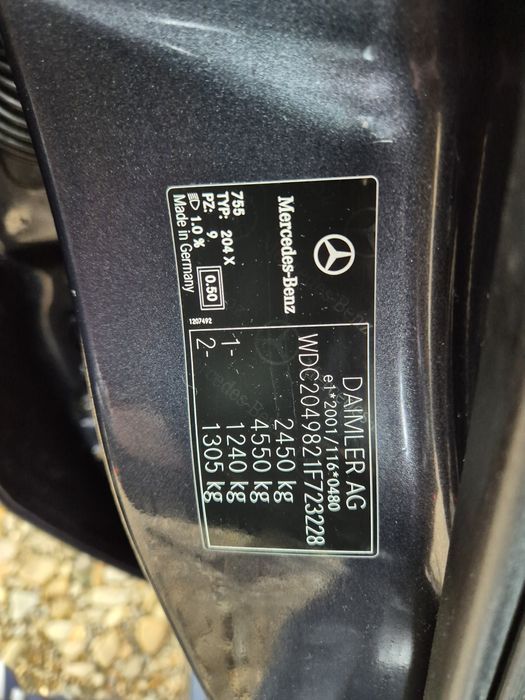 Mercedes-Benz
755
TYP: 204 X
PZ: 9
1.0 %
0.50
Made in Germany
1207492
DAIMLER AG
e1*2001/116*0480
WDC2049821F723228
2450 kg
4550 kg
1- 1240 kg
2- 1305 kg